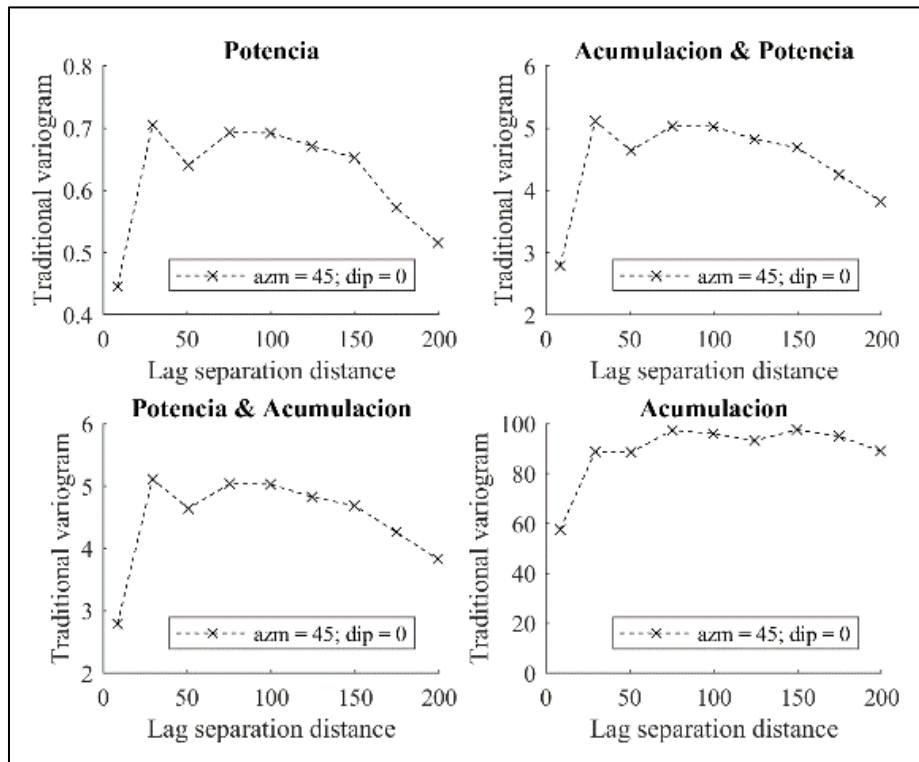 Potencia
Traditional variogram
0.8
0.7
0.6
0.5
0.4
azm = 45; dip = 0
0 50 100 150 200
Lag separation distance
Acumulacion & Potencia
Traditional variogram
6
5
4
3
2
azm = 45; dip = 0
0 50 100 150 200
Lag separation distance
Potencia & Acumulacion
Traditional variogram
6
5
4
3
2
azm = 45; dip = 0
0 50 100 150 200
Lag separation distance
Acumulacion
Traditional variogram
100
80
60
40
20
0
azm = 45; dip = 0
0 50 100 150 200
Lag separation distance